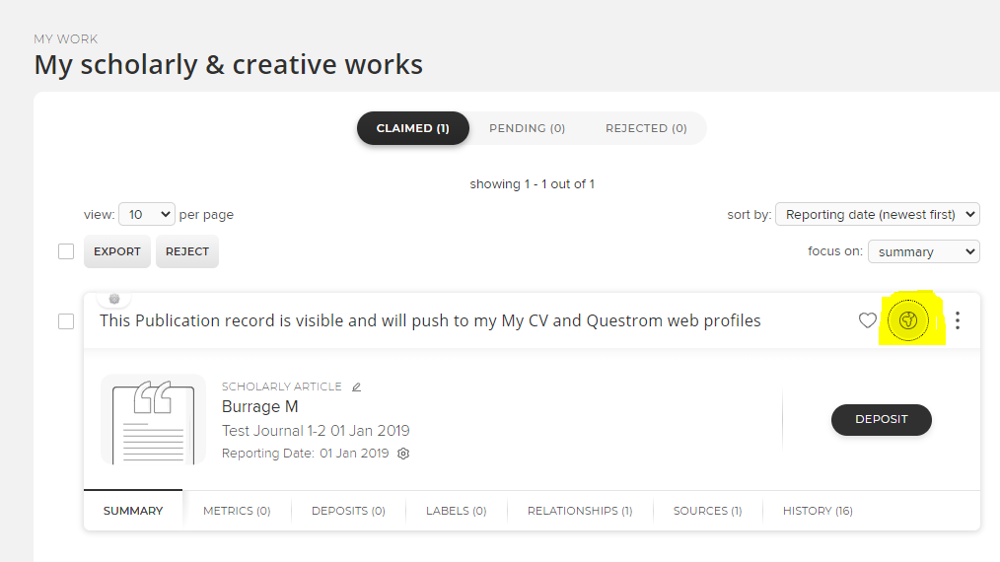 MY WORK
My scholarly & creative works
CLAIMED (1) PENDING (0) REJECTED (0)
showing 1 - 1 out of 1
view: 10 per page sort by: Reporting date (newest first)
EXPORT REJECT focus on: summary
This Publication record is visible and will push to my My CV and Questrom web profiles
SCHOLARLY ARTICLE
Burrage M
Test Journal 1-2 01 Jan 2019
Reporting Date: 01 Jan 2019
DEPOSIT
SUMMARY METRICS (0) DEPOSITS (0) LABELS (0) RELATIONSHIPS (1) SOURCES (1) HISTORY (16)